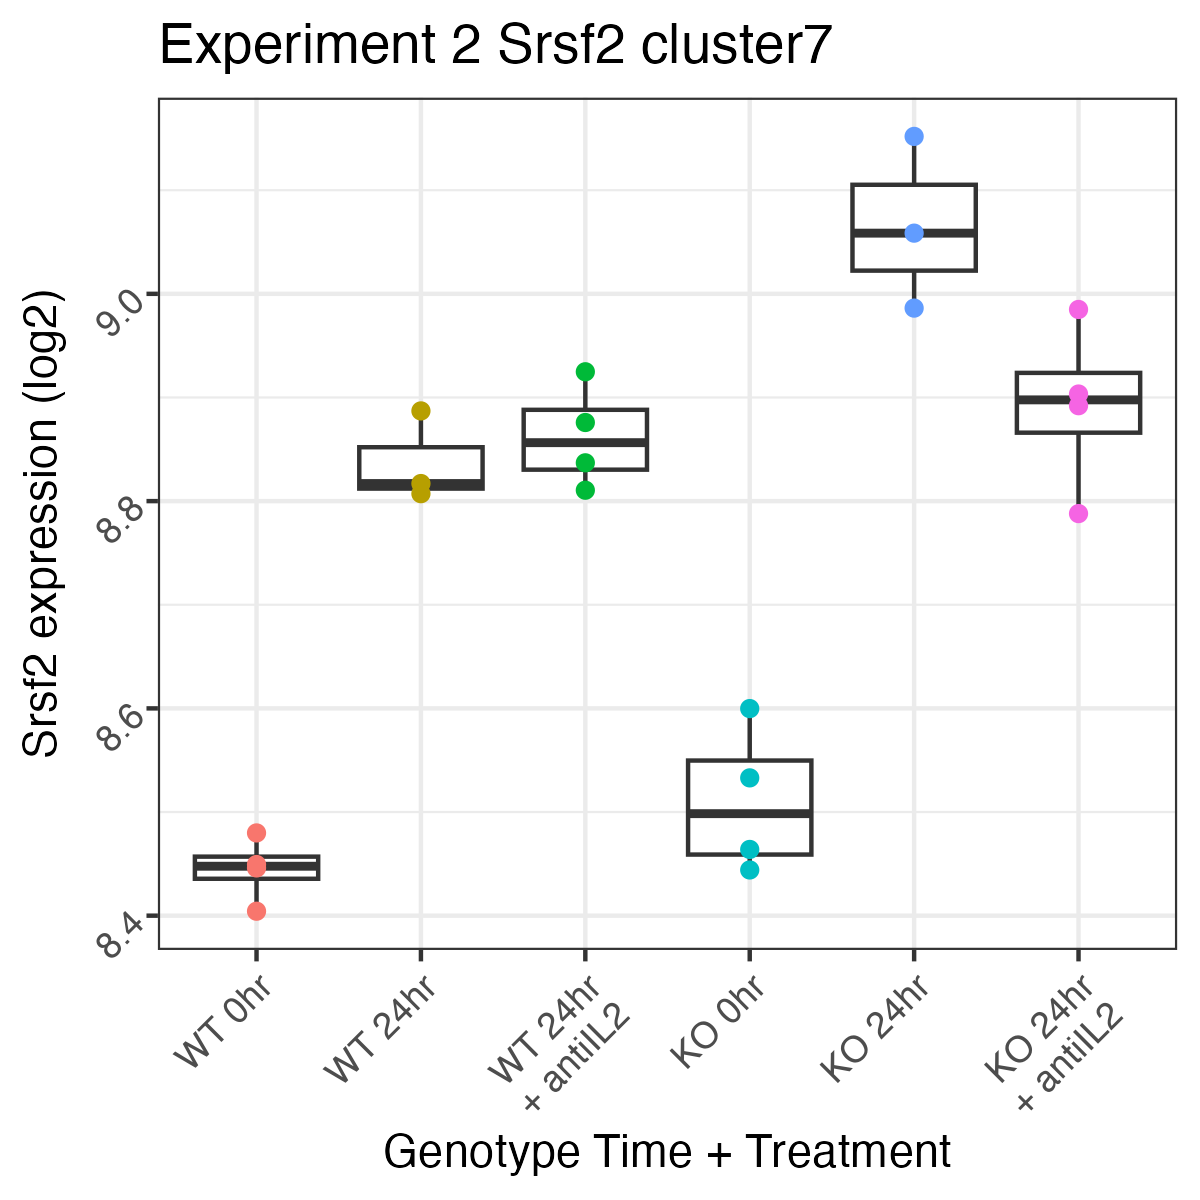 Experiment 2 Srsf2 cluster7
Srsf2 expression (log2)
9.0
8.8
8.6
8.4
WT 0hr
WT 24hr
WT 24hr
+ antiIL2
KO 0hr
KO 24hr
KO 24hr
+ antiIL2
Genotype Time + Treatment